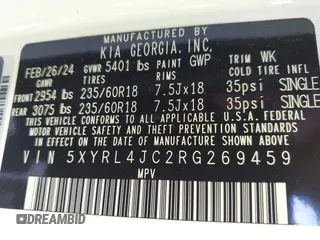 MANUFACTURED BY
KIA GEORGIA, INC.
FEB/26/24 GVWR 5401 lbs PAINT GWP TRIM WK
GAWR TIRES RIMS COLD TIRE PRESSURE
FRONT 2954 lbs 235/60R18 7.5Jx18 35psi SINGLE
REAR 3075 lbs 235/60R18 7.5Jx18 35psi SINGLE
THIS VEHICLE CONFORMS TO ALL APPLICABLE U.S. FEDERAL MOTOR VEHICLE SAFETY AND THEFT PREVENTION STANDARDS IN EFFECT ON THE DATE OF MANUFACTURE SHOWN ABOVE.
VIN 5XYRL4JC2RG269459
MPV
DREAMBID